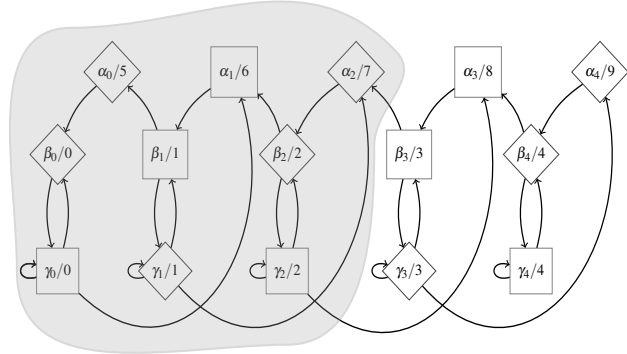 α₀/5 α₁/6 α₂/7 α₃/8 α₄/9
β₀/0 β₁/1 β₂/2 β₃/3 β₄/4
γ₀/0 γ₁/1 γ₂/2 γ₃/3 γ₄/4